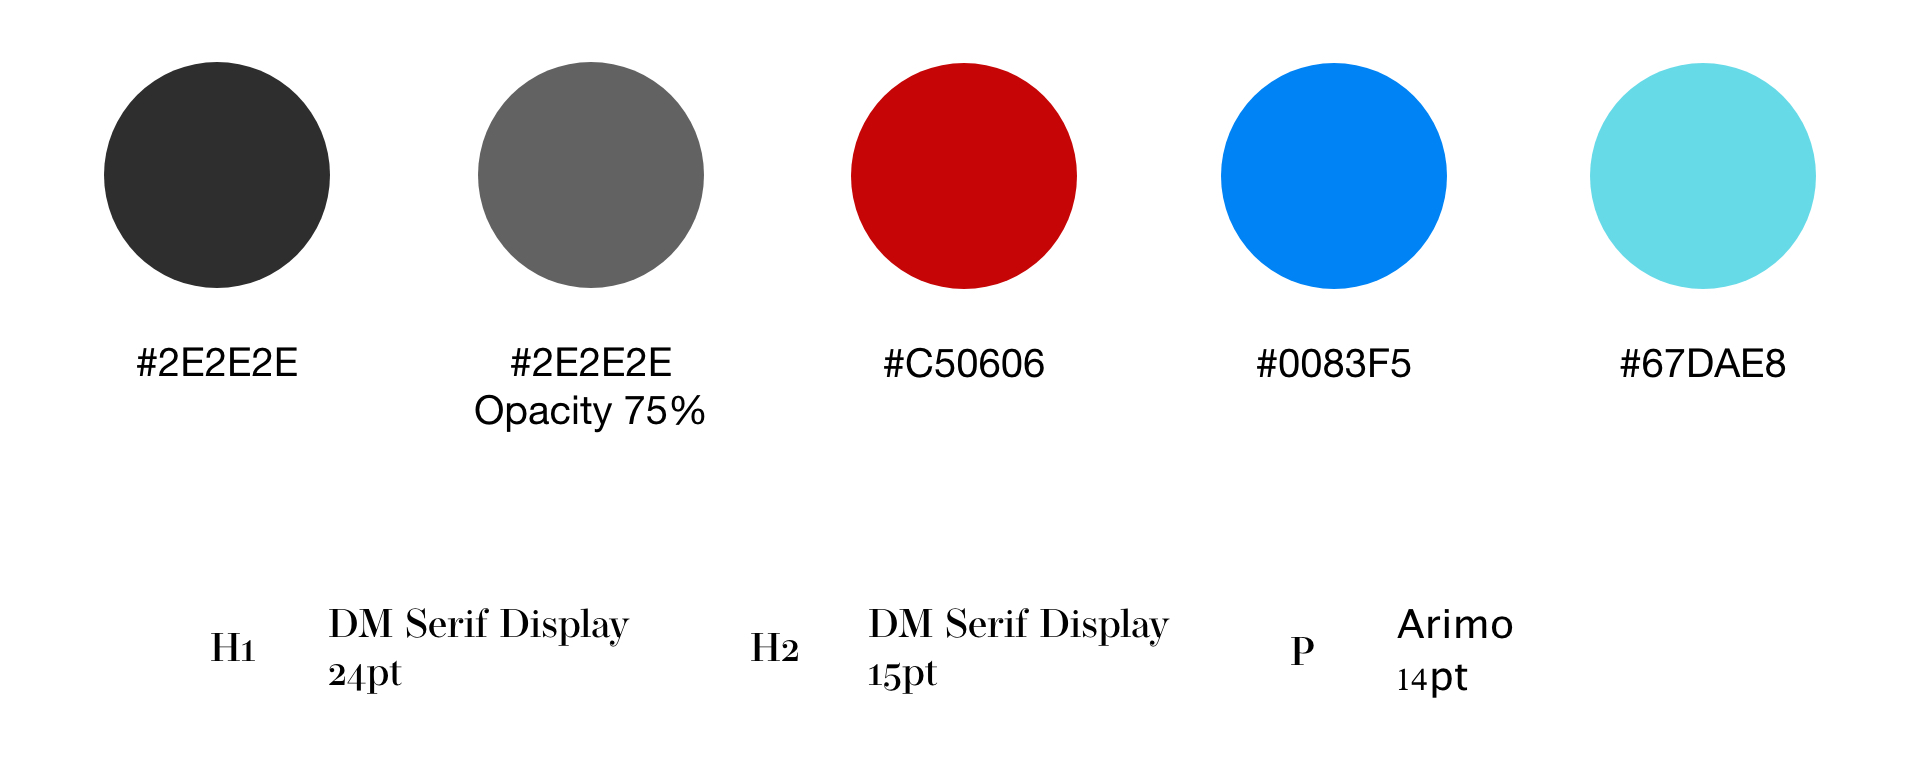 #2E2E2E
#2E2E2E
Opacity 75%
#C50606
#0083F5
#67DAE8
H1
DM Serif Display
24pt
H2
DM Serif Display
15pt
P
Arimo
14pt